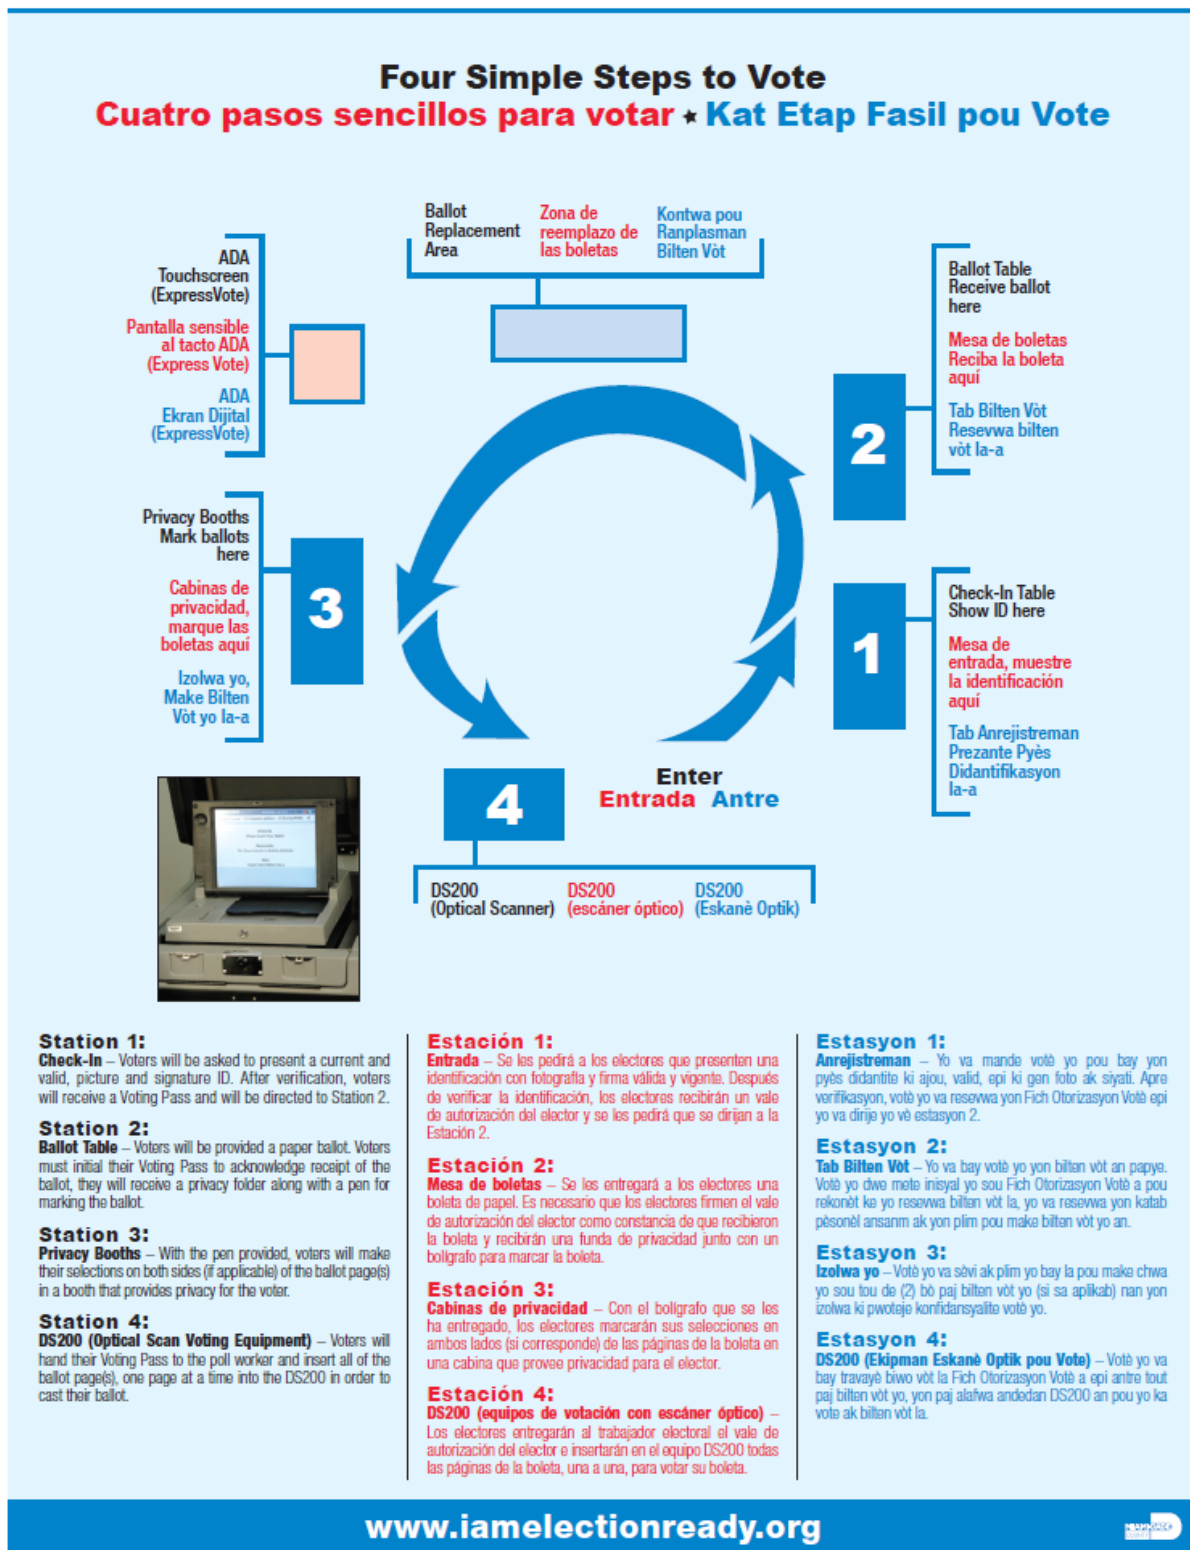 Four Simple Steps to Vote
Cuatro pasos sencillos para votar ★ Kat Etap Fasil pou Vote
Ballot
Replacement
Area
Zona de
reemplazo de
las boletas
Kontwa pou
Ranplasman
Bilten Vòt
ADA
Touchscreen
(ExpressVote)
Pantalla sensible
al tacto ADA
(Express Vote)
ADA
Ekran Dijital
(ExpressVote)
Ballot Table
Receive ballot
here
Mesa de boletas
Reciba la boleta
aquí
Tab Bilten Vòt
Resevwa bilten
vòt la-a
2
Privacy Booths
Mark ballots
here
Cabinas de
privacidad,
marque las
boletas aquí
Izolwa yo,
Make Bilten
Vòt yo la-a
3
1
Check-In Table
Show ID here
Mesa de
entrada, muestre
la identificación
aquí
Tab Anrejistreman
Prezante Pyès
Didantifikasyon
la-a
Enter
Entrada Antre
4
DS200
(Optical Scanner)
DS200
(escáner óptico)
DS200
(Eskanè Optik)
Station 1:
Check-In – Voters will be asked to present a current and
valid, picture and signature ID. After verification, voters
will receive a Voting Pass and will be directed to Station 2.
Station 2:
Ballot Table – Voters will be provided a paper ballot. Voters
must initial their Voting Pass to acknowledge receipt of the
ballot, they will receive a privacy folder along with a pen for
marking the ballot.
Station 3:
Privacy Booths – With the pen provided, voters will make
their selections on both sides (if applicable) of the ballot page(s)
in a booth that provides privacy for the voter.
Station 4:
DS200 (Optical Scan Voting Equipment) – Voters will
hand their Voting Pass to the poll worker and insert all of the
ballot page(s), one page at a time into the DS200 in order to
cast their ballot.
Estación 1:
Entrada – Se les pedirá a los electores que presenten una
identificación con fotografía y firma válida y vigente. Después
de verificar la identificación, los electores recibirán un vale
de autorización del elector y se les pedirá que se dirijan a la
Estación 2.
Estación 2:
Mesa de boletas – Se les entregará a los electores una
boleta de papel. Es necesario que los electores firmen el vale
de autorización del elector como constancia de que recibieron
la boleta y recibirán una funda de privacidad junto con un
bolígrafo para marcar la boleta.
Estación 3:
Cabinas de privacidad – Con el bolígrafo que se les
ha entregado, los electores marcarán sus selecciones en
ambos lados (si corresponde) de las páginas de la boleta en
una cabina que provee privacidad para el elector.
Estación 4:
DS200 (equipos de votación con escáner óptico) –
Los electores entregarán al trabajador electoral el vale de
autorización del elector e insertarán en el equipo DS200 todas
las páginas de la boleta, una a una, para votar su boleta.
Estasyon 1:
Anrejistreman – Yo va mande votè yo pou bay yon
pyès didantite ki ajou, valid, epi ki gen foto ak siyati. Apre
verifikasyon, votè yo va resevwa yon Fich Otorizasyon Votè epi
yo va dirije yo vè estasyon 2.
Estasyon 2:
Tab Bilten Vòt – Yo va bay votè yo yon bilten vòt an papye.
Votè yo dwe mete inisyal yo sou Fich Otorizasyon Votè a pou
rekonèt ke yo resevwa bilten vòt la, yo va resevwa yon katab
pèsonèl ansanm ak yon plim pou make bilten vòt yo an.
Estasyon 3:
Izolwa yo – Votè yo va sèvi ak plim yo bay la pou make chwa
yo sou tou de (2) bò paj bilten vòt yo (si sa aplikab) nan yon
izolwa ki pwoteje konfidansyalite votè yo.
Estasyon 4:
DS200 (Ekipman Eskanè Optik pou Vote) – Votè yo va
bay travayè biwo vòt la Fich Otorizasyon Votè a epi antre tout
paj bilten vòt yo, yon paj alafwa andedan DS200 an pou yo ka
vote ak bilten vòt la.
www.iamelectionready.org